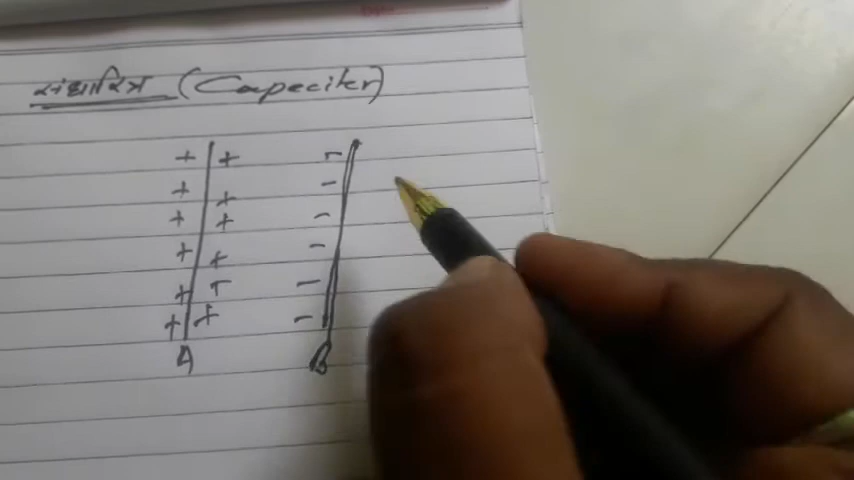 (Capeciter)
+ + -
+ + -
+ + -
+ + -
+ + -
+ + -
A B